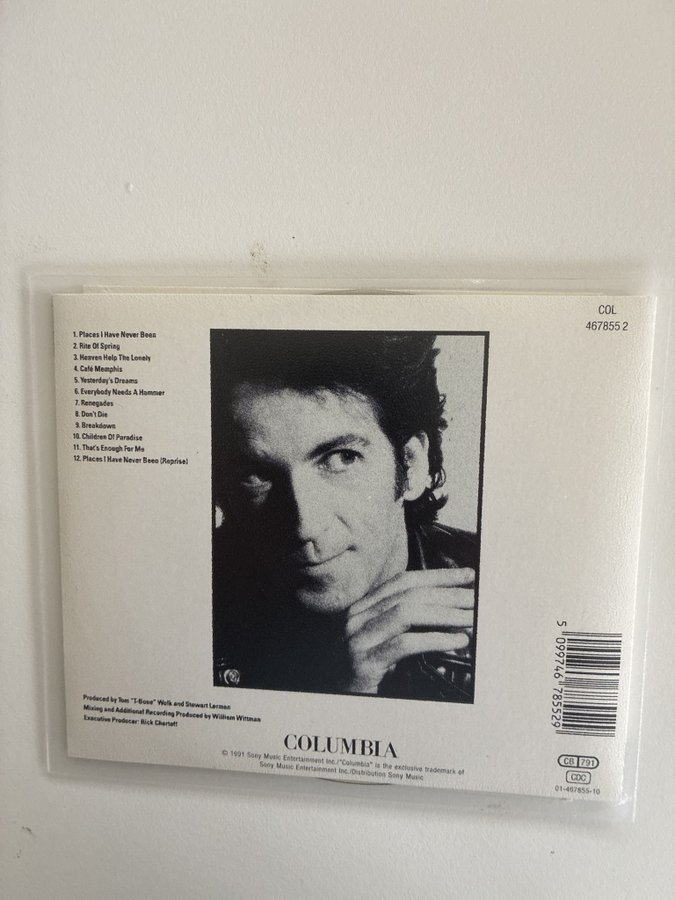 COL
467855 2
1. Places I Have Never Been
2. Rite Of Spring
3. Heaven Help The Lonely
4. Café Memphis
5. Yesterday's Dreams
6. Everybody Needs A Hammer
7. Renegades
8. Don't Die
9. Breakdown
10. Children Of Paradise
11. That's Enough For Me
12. Places I Have Never Been (Reprise)
5 099746 785529
Produced by Tom "T-Bone" Wolk and Stewart Lerman
Mixing and Additional Recording Produced by William Wittman
Executive Producer: Rick Chertoff
COLUMBIA
© 1991 Sony Music Entertainment Inc./"Columbia" is the exclusive trademark of
Sony Music Entertainment Inc./Distribution Sony Music
CB 791
CDC
01-467855-10